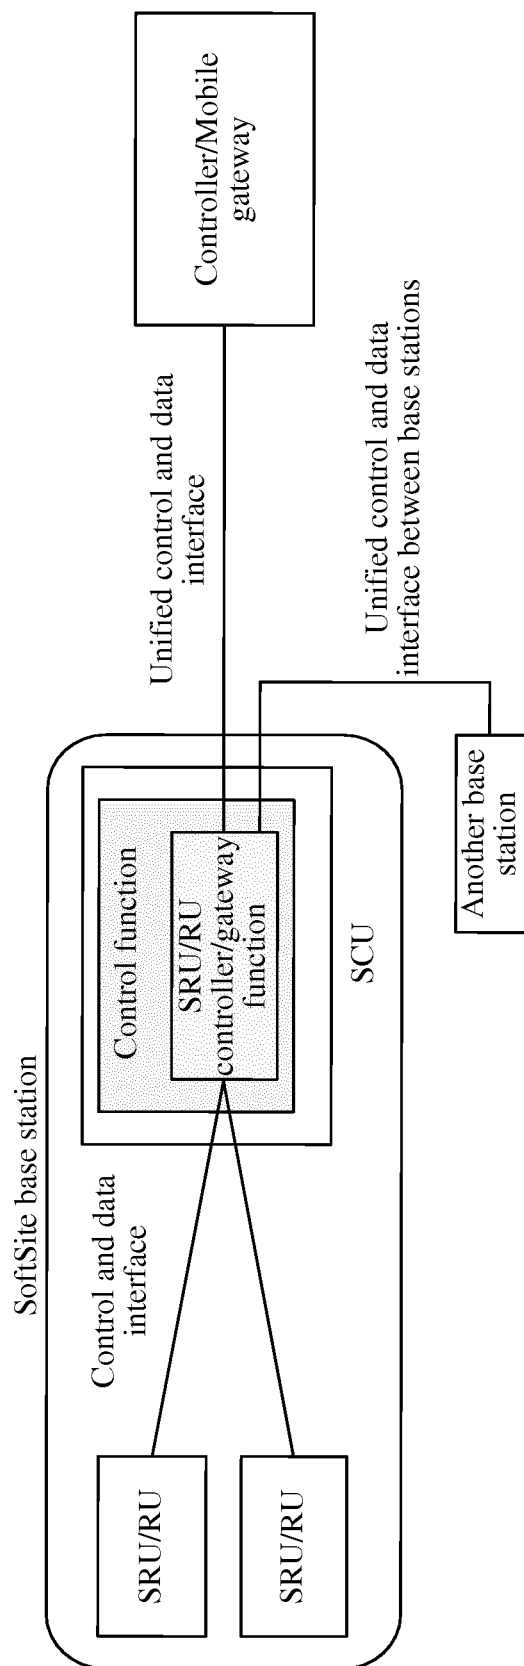 SoftSite base station
SRU/RU
SRU/RU
Control and data
interface
Control function
SRU/RU
controller/gateway
function
SCU
Unified control and data
interface
Controller/Mobile
gateway
Unified control and data
interface between base stations
Another base
station